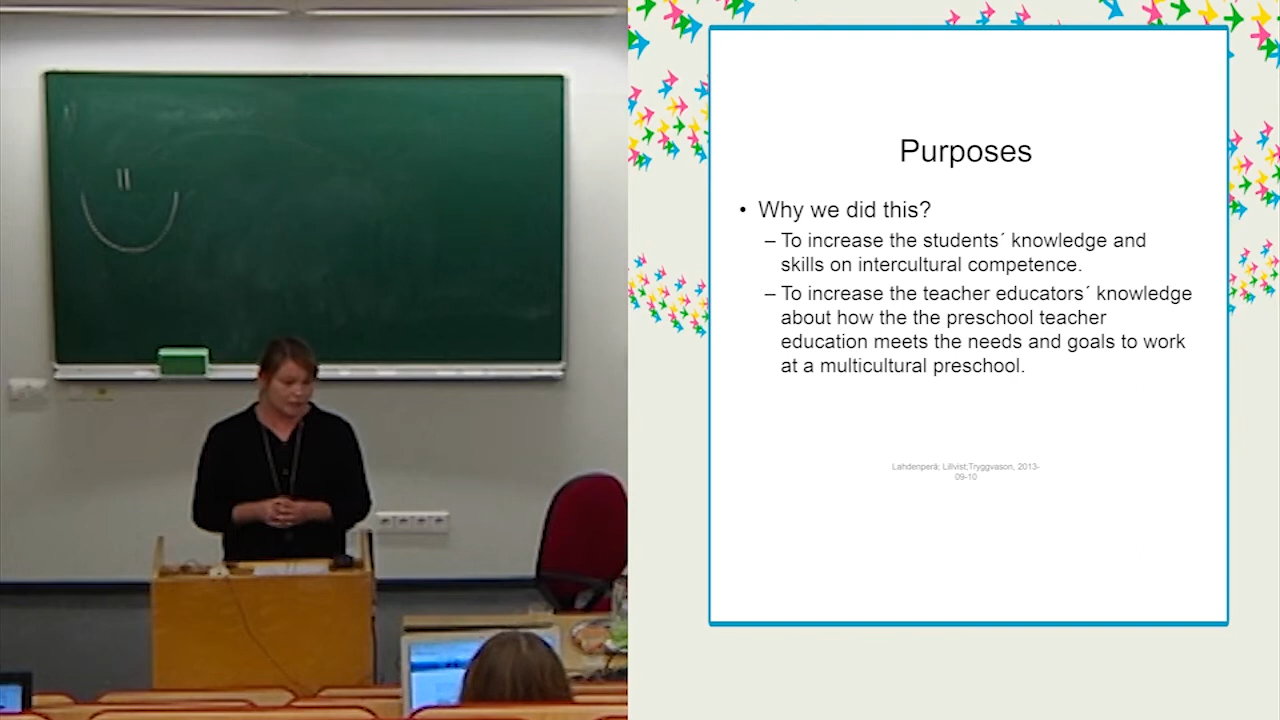 Purposes
• Why we did this?
– To increase the students´ knowledge and
skills on intercultural competence.
– To increase the teacher educators´ knowledge
about how the the preschool teacher
education meets the needs and goals to work
at a multicultural preschool.
Lahdenperä; Lillvist;Tryggvason, 2013-
09-10